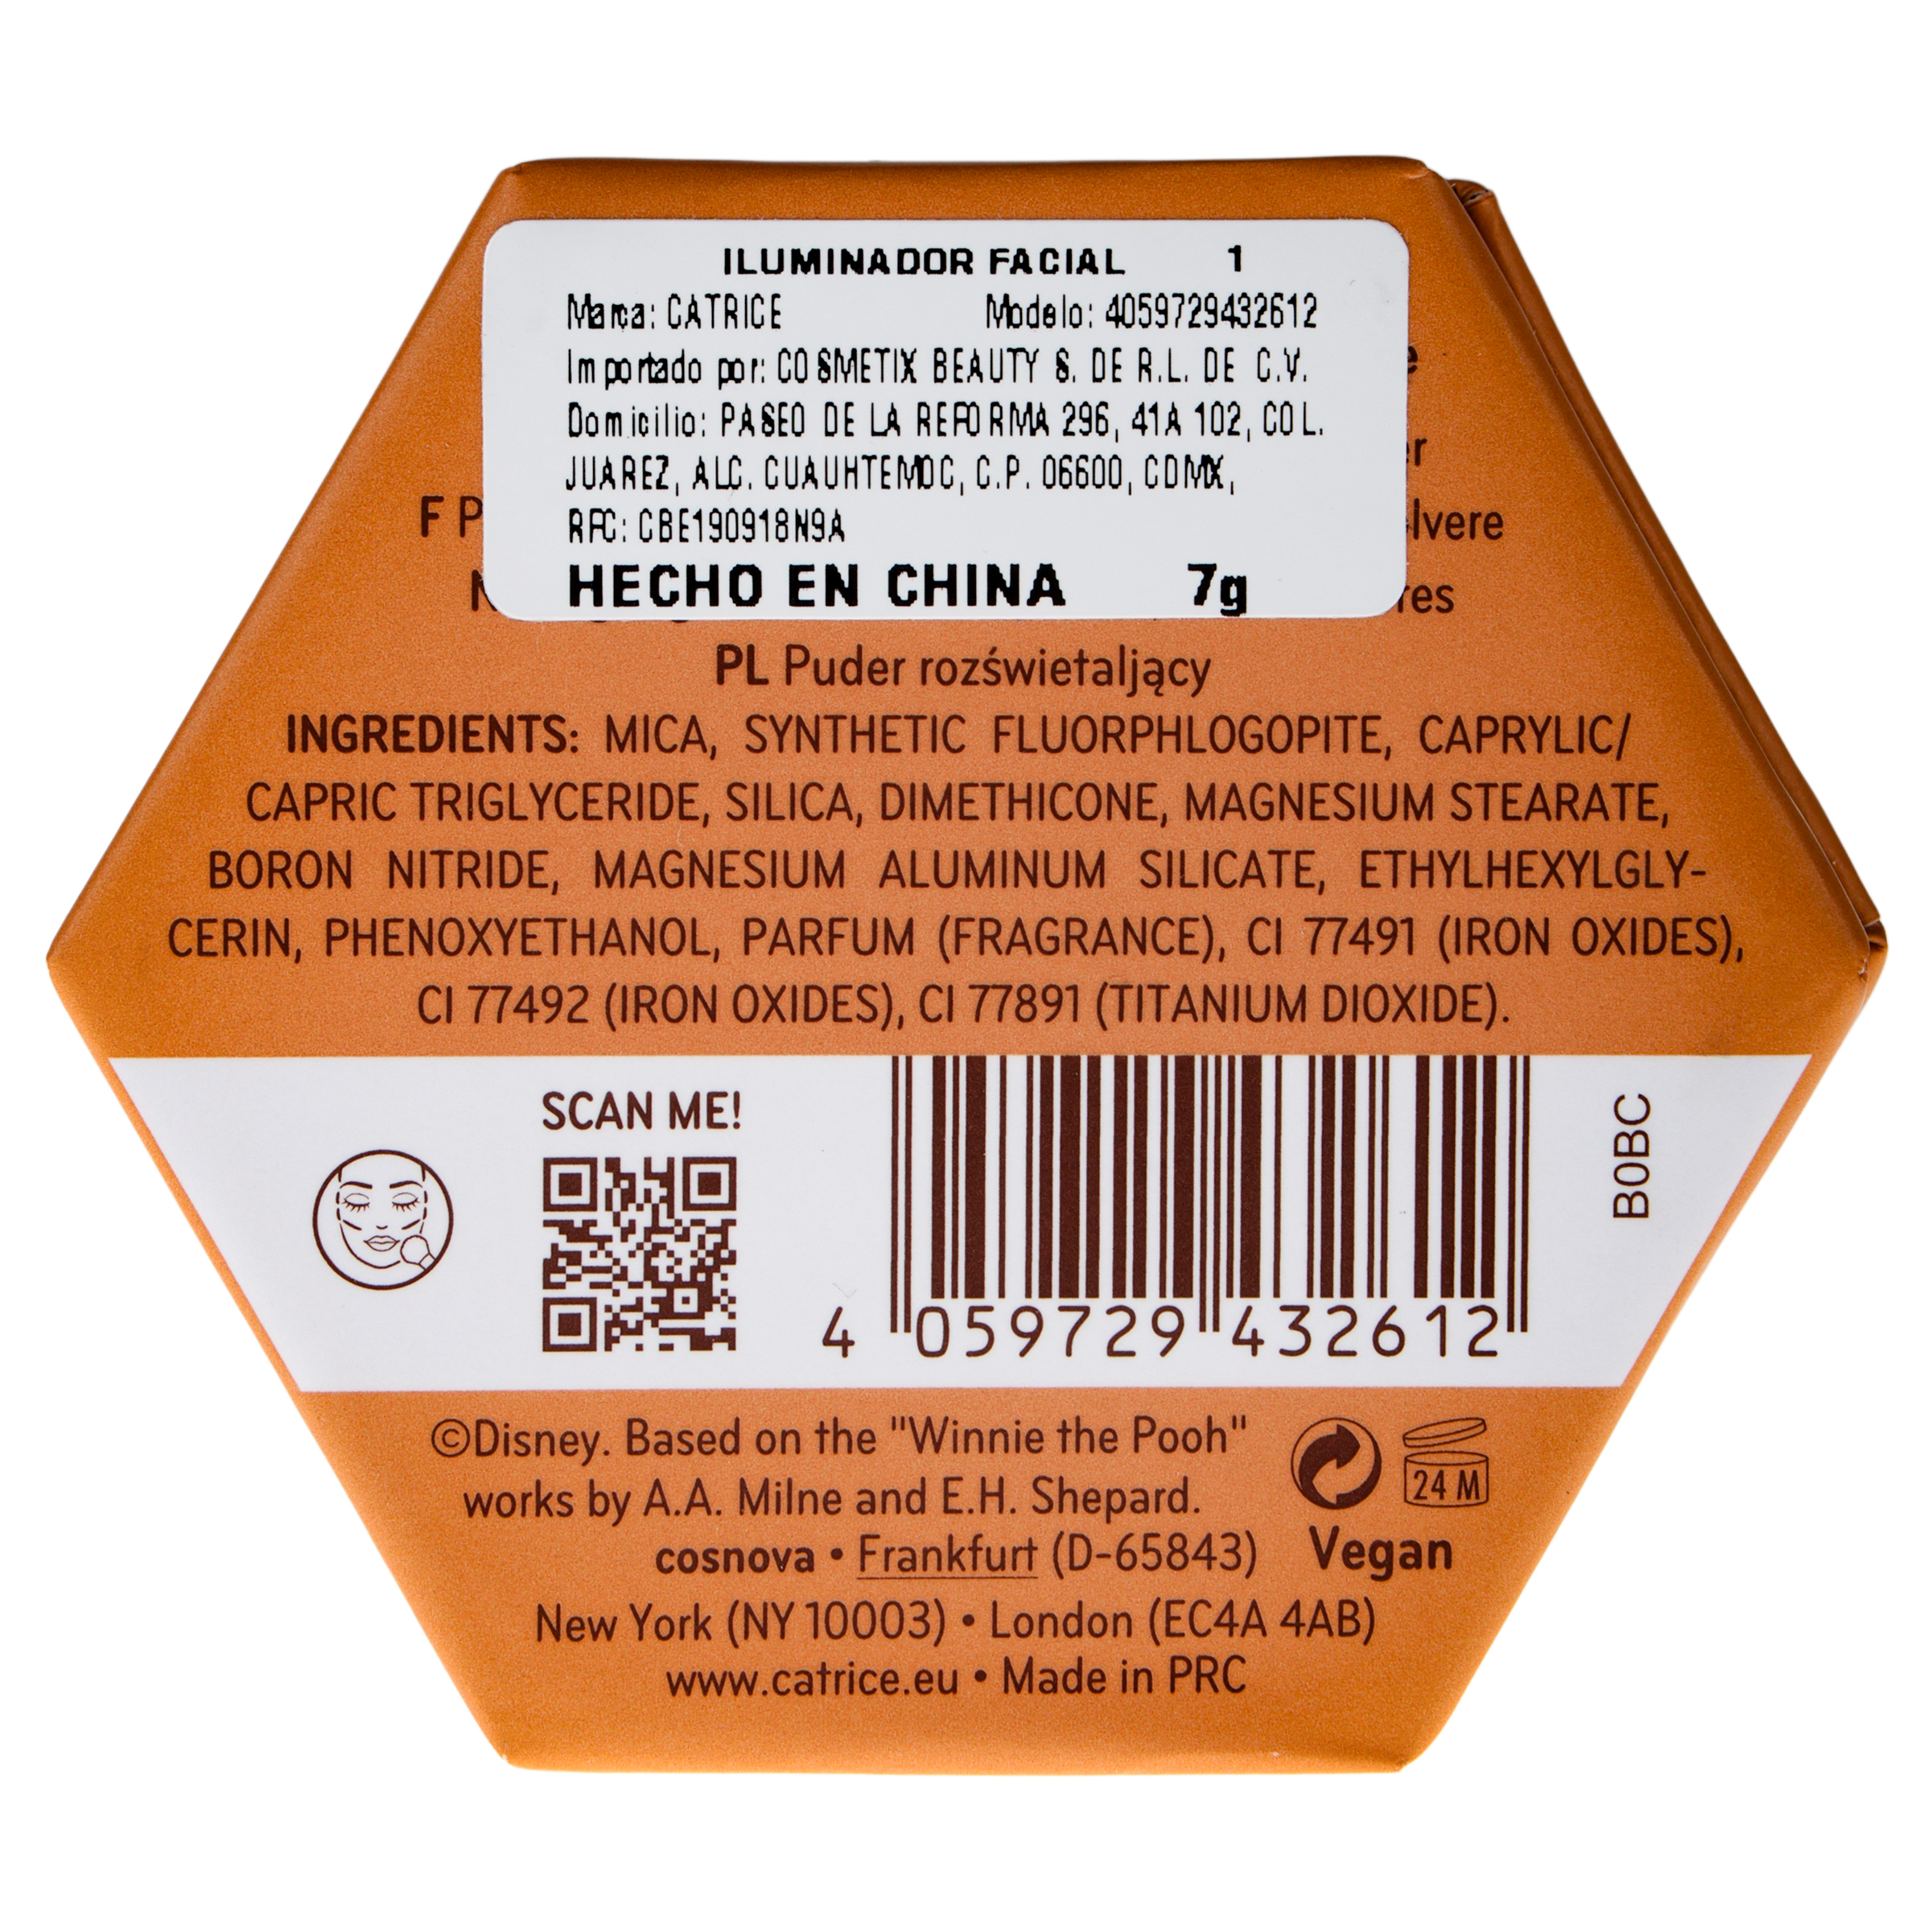 ILUMINADOR FACIAL 1
Marca: CATRICE Modelo: 4059729432612
Importado por: COSMETIX BEAUTY S. DE R.L. DE C.V.
Domicilio: PASEO DE LA REFORMA 296, 41A 102, COL.
JUAREZ, ALC. CUAUHTEMOC, C.P. 06600, CDMX,
RFC: CBE190918N9A
HECHO EN CHINA 7g
F
PL Puder rozświetaljący
INGREDIENTS: MICA, SYNTHETIC FLUORPHLOGOPITE, CAPRYLIC/
CAPRIC TRIGLYCERIDE, SILICA, DIMETHICONE, MAGNESIUM STEARATE,
BORON NITRIDE, MAGNESIUM ALUMINUM SILICATE, ETHYLHEXYLGLY-
CERIN, PHENOXYETHANOL, PARFUM (FRAGRANCE), CI 77491 (IRON OXIDES),
CI 77492 (IRON OXIDES), CI 77891 (TITANIUM DIOXIDE).
SCAN ME!
B0BC
4 059729 432612
©Disney. Based on the "Winnie the Pooh"
works by A.A. Milne and E.H. Shepard.
24 M
cosnova • Frankfurt (D-65843) Vegan
New York (NY 10003) • London (EC4A 4AB)
www.catrice.eu • Made in PRC